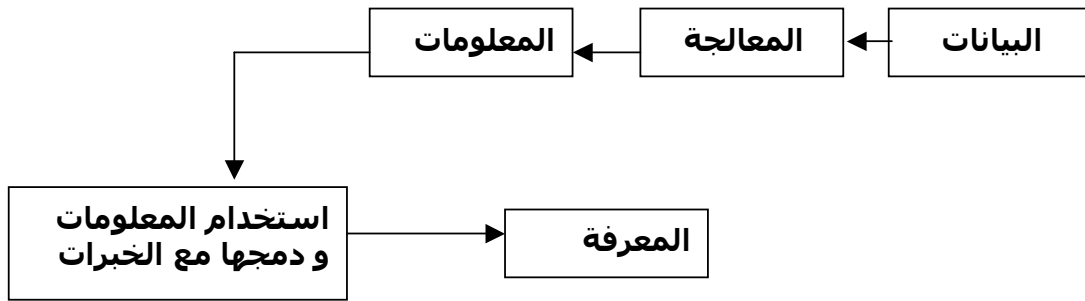 البيانات
المعالجة
المعلومات
استخدام المعلومات
و دمجها مع الخبرات
المعرفة